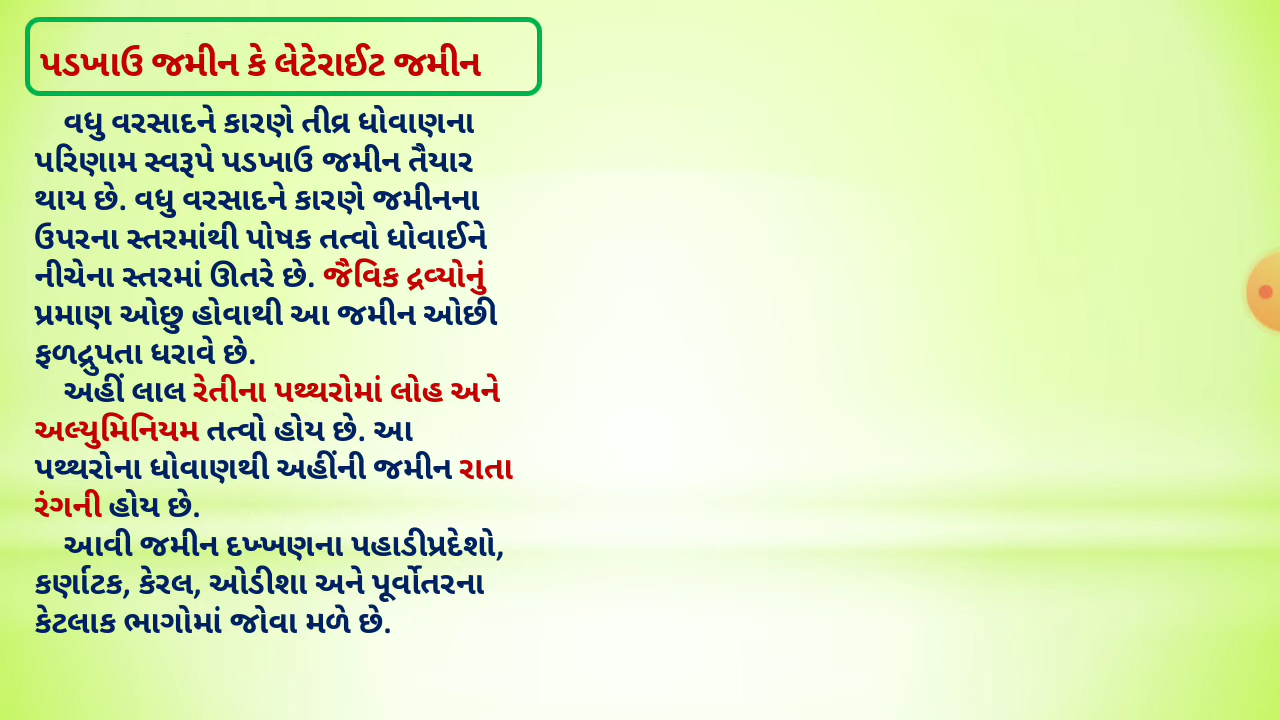 પડખાઉ જમીન કે લેટેરાઈટ જમીન
વધુ વરસાદને કારણે તીવ્ર ધોવાણના
પરિણામ સ્વરૂપે પડખાઉ જમીન તૈયાર
થાય છે. વધુ વરસાદને કારણે જમીનના
ઉપરના સ્તરમાંથી પોષક તત્વો ધોવાઈને
નીચેના સ્તરમાં ઊતરે છે. જૈવિક દ્રવ્યોનું
પ્રમાણ ઓછુ હોવાથી આ જમીન ઓછી
ફળદ્રુપતા ધરાવે છે.
અહીં લાલ રેતીના પથ્થરોમાં લોહ અને
અલ્યુમિનિયમ તત્વો હોય છે. આ
પથ્થરોના ધોવાણથી અહીંની જમીન રાતા
રંગની હોય છે.
આવી જમીન દખ્ખણના પહાડીપ્રદેશો,
કર્ણાટક, કેરલ, ઓડીશા અને પૂર્વોતરના
કેટલાક ભાગોમાં જોવા મળે છે.